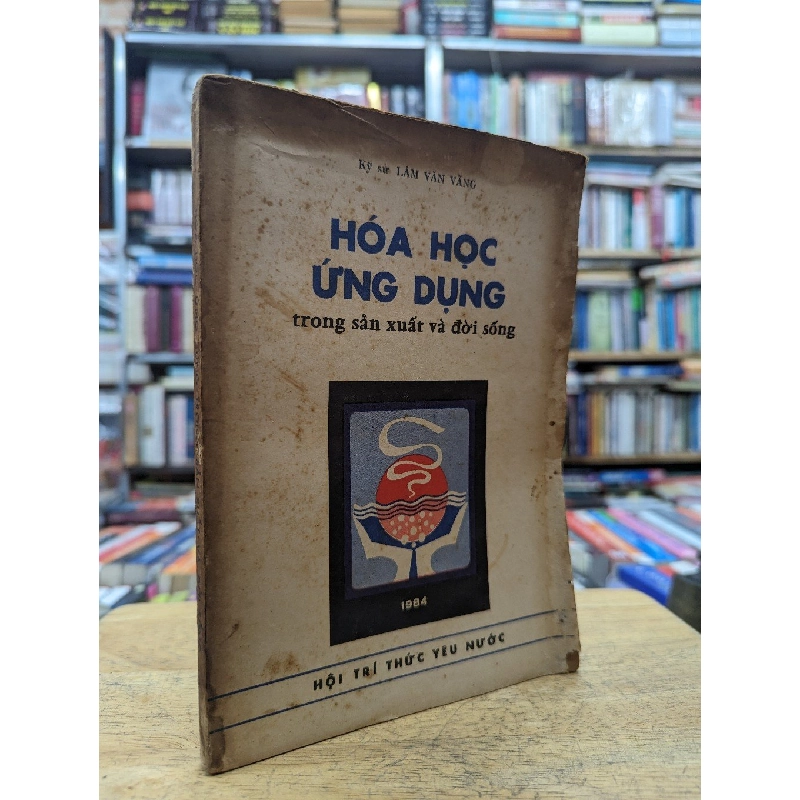 Kỹ sư LÂM VĂN VÃNG
HÓA HỌC
ỨNG DỤNG
trong sản xuất và đời sống
1984
HỘI TRÍ THỨC YÊU NƯỚC